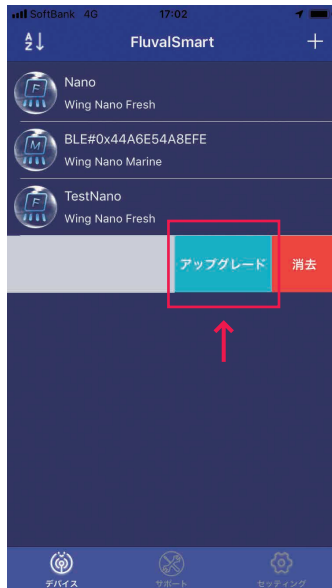 SoftBank 4G 17:02
A
Z↓ FluvalSmart +
F
Nano
Wing Nano Fresh
M
BLE#0x44A6E54A8EFE
Wing Nano Marine
F
TestNano
Wing Nano Fresh
アップグレード 消去
デバイス サポート セッティング